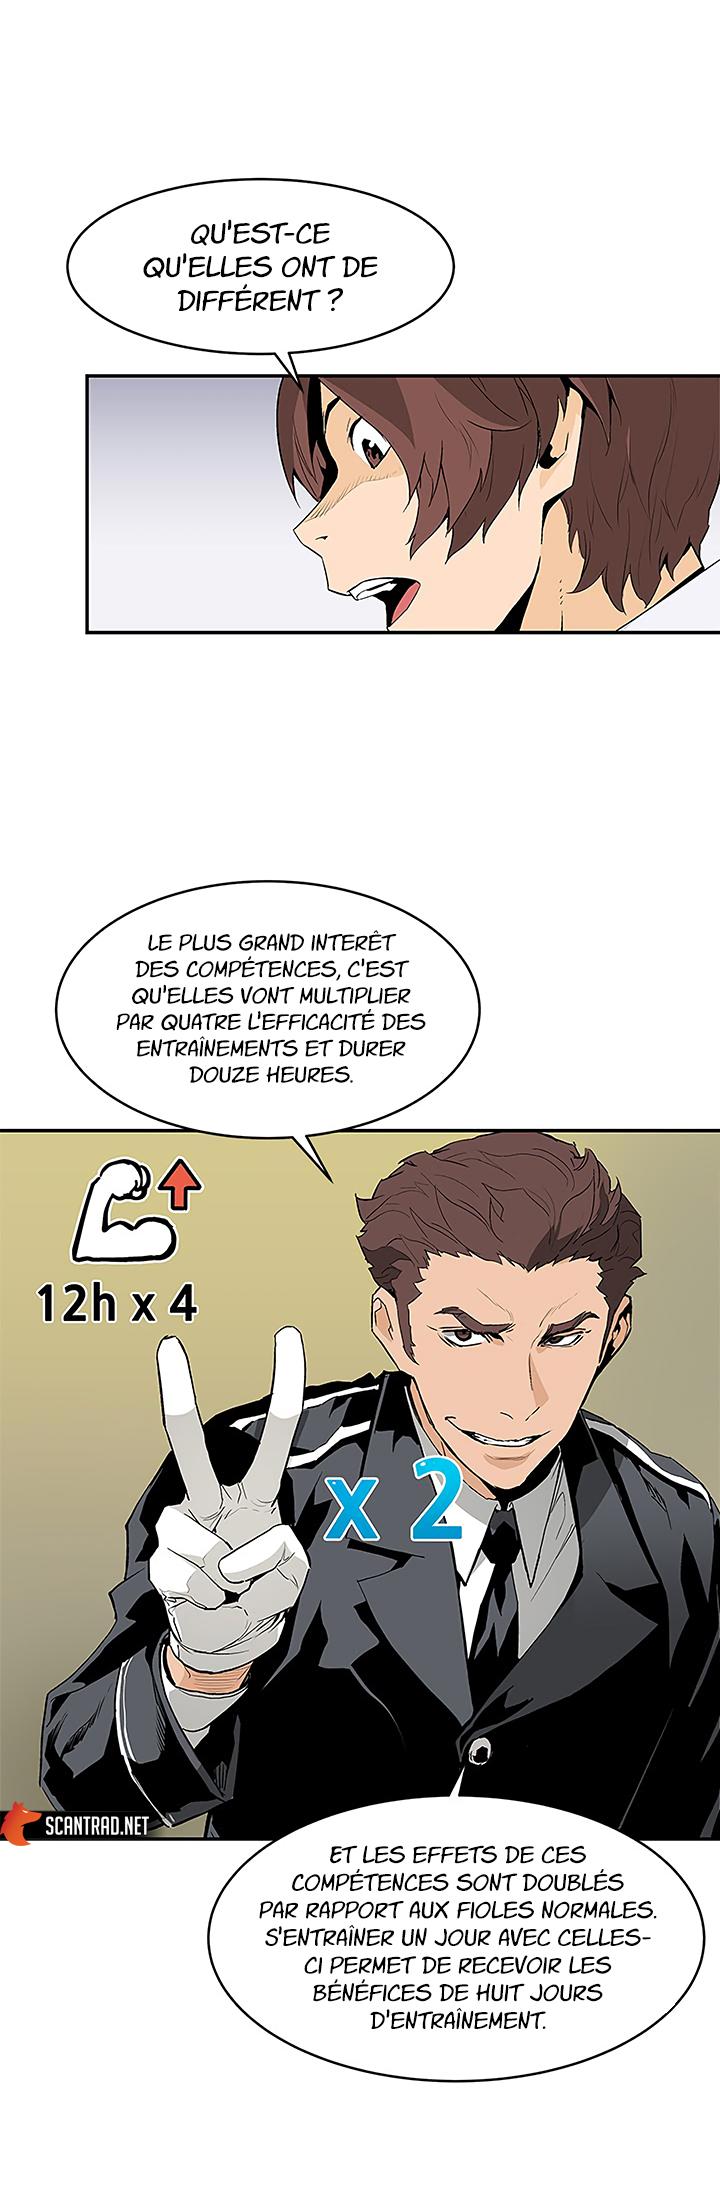 QU'EST-CE
QU'ELLES ONT DE
DIFFÉRENT ?
LE PLUS GRAND INTERÊT
DES COMPÉTENCES, C'EST
QU'ELLES VONT MULTIPLIER
PAR QUATRE L'EFFICACITÉ DES
ENTRAÎNEMENTS ET DURER
DOUZE HEURES.
12h x 4
x 2
SCANTRAD.NET
ET LES EFFETS DE CES
COMPÉTENCES SONT DOUBLÉS
PAR RAPPORT AUX FIOLES NORMALES.
S'ENTRAÎNER UN JOUR AVEC CELLES-
CI PERMET DE RECEVOIR LES
BÉNÉFICES DE HUIT JOURS
D'ENTRAÎNEMENT.